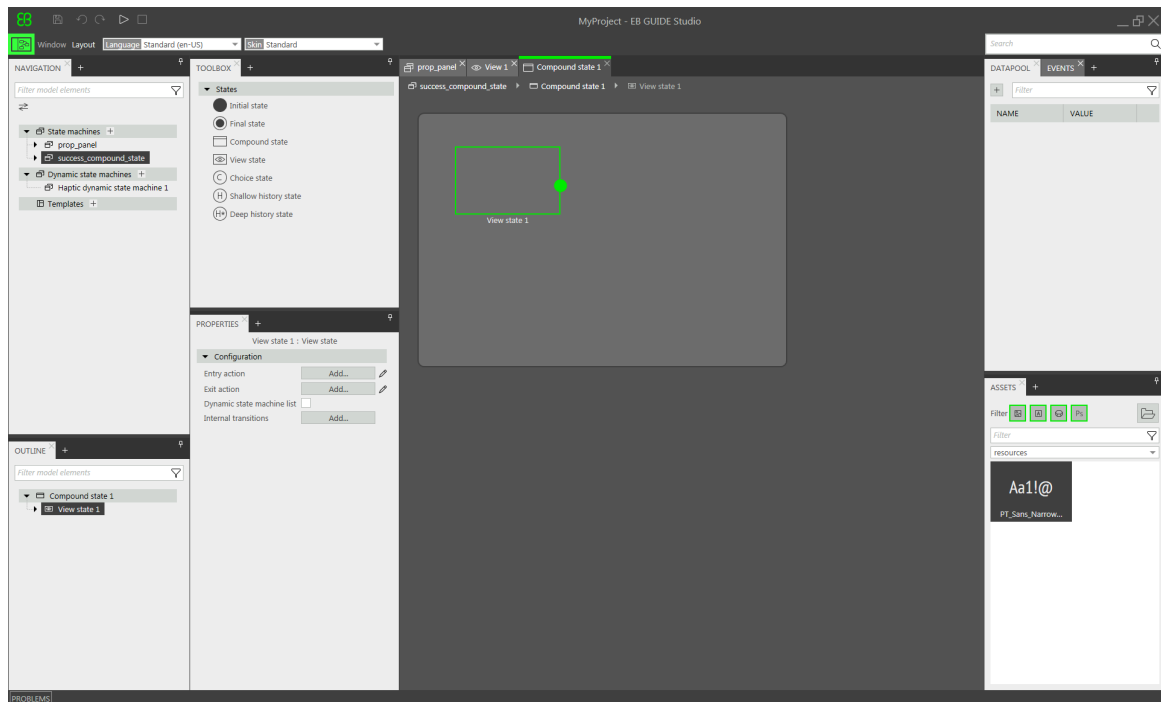 MyProject - EB GUIDE Studio
Window Layout Language Standard (en-US) Skin Standard
Search
NAVIGATION
Filter model elements
State machines
prop_panel
success_compound_state
Dynamic state machines
Haptic dynamic state machine 1
Templates
OUTLINE
Filter model elements
Compound state 1
View state 1
PROBLEMS
TOOLBOX
States
Initial state
Final state
Compound state
View state
C Choice state
H Shallow history state
H* Deep history state
PROPERTIES
View state 1 : View state
Configuration
Entry action Add...
Exit action Add...
Dynamic state machine list
Internal transitions Add...
prop_panel View 1 Compound state 1
success_compound_state Compound state 1 View state 1
View state 1
DATAPOOL EVENTS
Filter
NAME VALUE
ASSETS
Filter A Ps
Filter
resources
Aa1!@
PT_Sans_Narrow...